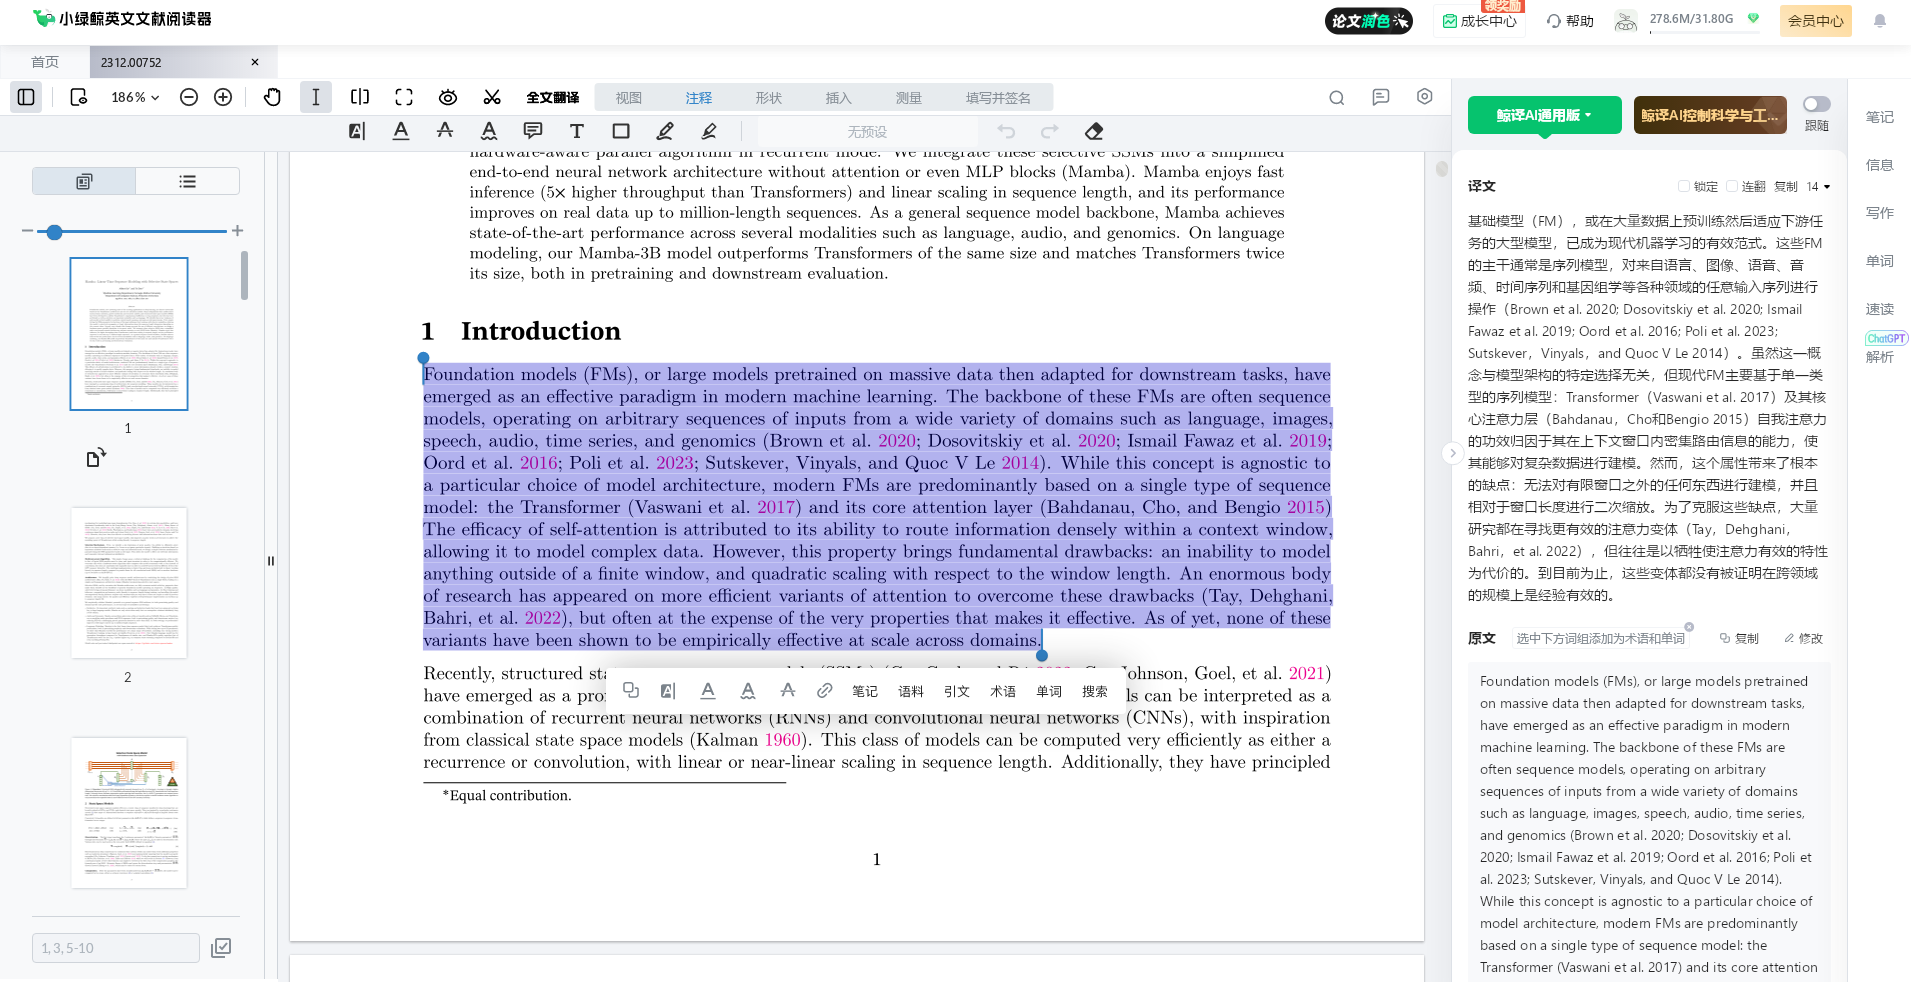 小绿鲸英文文献阅读器
论文润色
领奖励
成长中心
帮助
278.6M/31.80G
会员中心
首页
2312.00752
186%
全文翻译
视图
注释
形状
插入
测量
填写并签名
无预设
1
2
1, 3, 5-10
hardware-aware parallel algorithm in recurrent mode. We integrate these selective SSMs into a simplified
end-to-end neural network architecture without attention or even MLP blocks (Mamba). Mamba enjoys fast
inference (5× higher throughput than Transformers) and linear scaling in sequence length, and its performance
improves on real data up to million-length sequences. As a general sequence model backbone, Mamba achieves
state-of-the-art performance across several modalities such as language, audio, and genomics. On language
modeling, our Mamba-3B model outperforms Transformers of the same size and matches Transformers twice
its size, both in pretraining and downstream evaluation.
1 Introduction
Foundation models (FMs), or large models pretrained on massive data then adapted for downstream tasks, have
emerged as an effective paradigm in modern machine learning. The backbone of these FMs are often sequence
models, operating on arbitrary sequences of inputs from a wide variety of domains such as language, images,
speech, audio, time series, and genomics (Brown et al. 2020; Dosovitskiy et al. 2020; Ismail Fawaz et al. 2019;
Oord et al. 2016; Poli et al. 2023; Sutskever, Vinyals, and Quoc V Le 2014). While this concept is agnostic to
a particular choice of model architecture, modern FMs are predominantly based on a single type of sequence
model: the Transformer (Vaswani et al. 2017) and its core attention layer (Bahdanau, Cho, and Bengio 2015)
The efficacy of self-attention is attributed to its ability to route information densely within a context window,
allowing it to model complex data. However, this property brings fundamental drawbacks: an inability to model
anything outside of a finite window, and quadratic scaling with respect to the window length. An enormous body
of research has appeared on more efficient variants of attention to overcome these drawbacks (Tay, Dehghani,
Bahri, et al. 2022), but often at the expense of the very properties that makes it effective. As of yet, none of these
variants have been shown to be empirically effective at scale across domains.
Recently, structured Johnson, Goel, et al. 2021)
笔记 语料 引文 术语 单词 搜索
have emerged as a can be interpreted as a
combination of recurrent neural networks (RNNs) and convolutional neural networks (CNNs), with inspiration
from classical state space models (Kalman 1960). This class of models can be computed very efficiently as either a
recurrence or convolution, with linear or near-linear scaling in sequence length. Additionally, they have principled
*Equal contribution.
1
鲸译AI通用版
鲸译AI控制科学与工...
跟随
译文
锁定 连翻 复制 14
基础模型（FM），或在大量数据上预训练然后适应下游任
务的大型模型，已成为现代机器学习的有效范式。这些FM
的主干通常是序列模型，对来自语言、图像、语音、音
频、时间序列和基因组学等各种领域的任意输入序列进行
操作（Brown et al. 2020; Dosovitskiy et al. 2020; Ismail
Fawaz et al. 2019; Oord et al. 2016; Poli et al. 2023;
Sutskever，Vinyals，and Quoc V Le 2014）。虽然这一概
念与模型架构的特定选择无关，但现代FM主要基于单一类
型的序列模型：Transformer（Vaswani et al. 2017）及其核
心注意力层（Bahdanau，Cho和Bengio 2015）自我注意力
的功效归因于其在上下文窗口内密集路由信息的能力，使
其能够对复杂数据进行建模。然而，这个属性带来了根本
的缺点：无法对有限窗口之外的任何东西进行建模，并且
相对于窗口长度进行二次缩放。为了克服这些缺点，大量
研究都在寻找更有效的注意力变体（Tay，Dehghani，
Bahri，et al. 2022），但往往是以牺牲使注意力有效的特性
为代价的。到目前为止，这些变体都没有被证明在跨领域
的规模上是经验有效的。
原文
选中下方词组添加为术语和单词
复制
修改
Foundation models (FMs), or large models pretrained
on massive data then adapted for downstream tasks,
have emerged as an effective paradigm in modern
machine learning. The backbone of these FMs are
often sequence models, operating on arbitrary
sequences of inputs from a wide variety of domains
such as language, images, speech, audio, time series,
and genomics (Brown et al. 2020; Dosovitskiy et al.
2020; Ismail Fawaz et al. 2019; Oord et al. 2016; Poli et
al. 2023; Sutskever, Vinyals, and Quoc V Le 2014).
While this concept is agnostic to a particular choice of
model architecture, modern FMs are predominantly
based on a single type of sequence model: the
Transformer (Vaswani et al. 2017) and its core attention
笔记
信息
写作
单词
速读
ChatGPT
解析